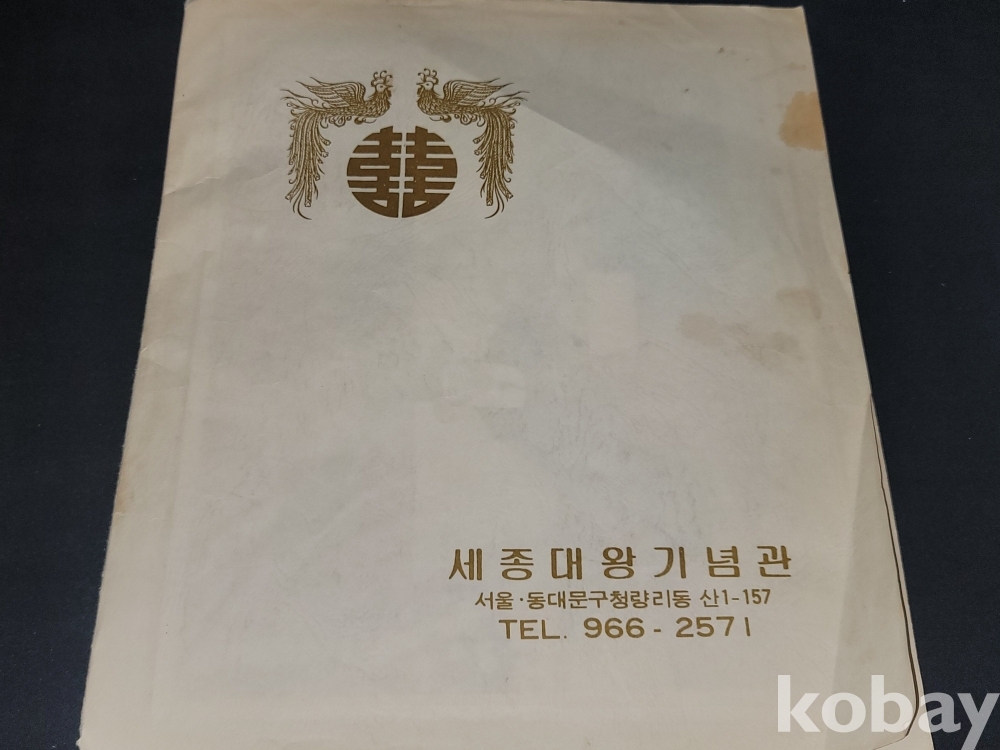 囍
세종대왕기념관
서울·동대문구청량리동 산1-157
TEL. 966-2571
kobay